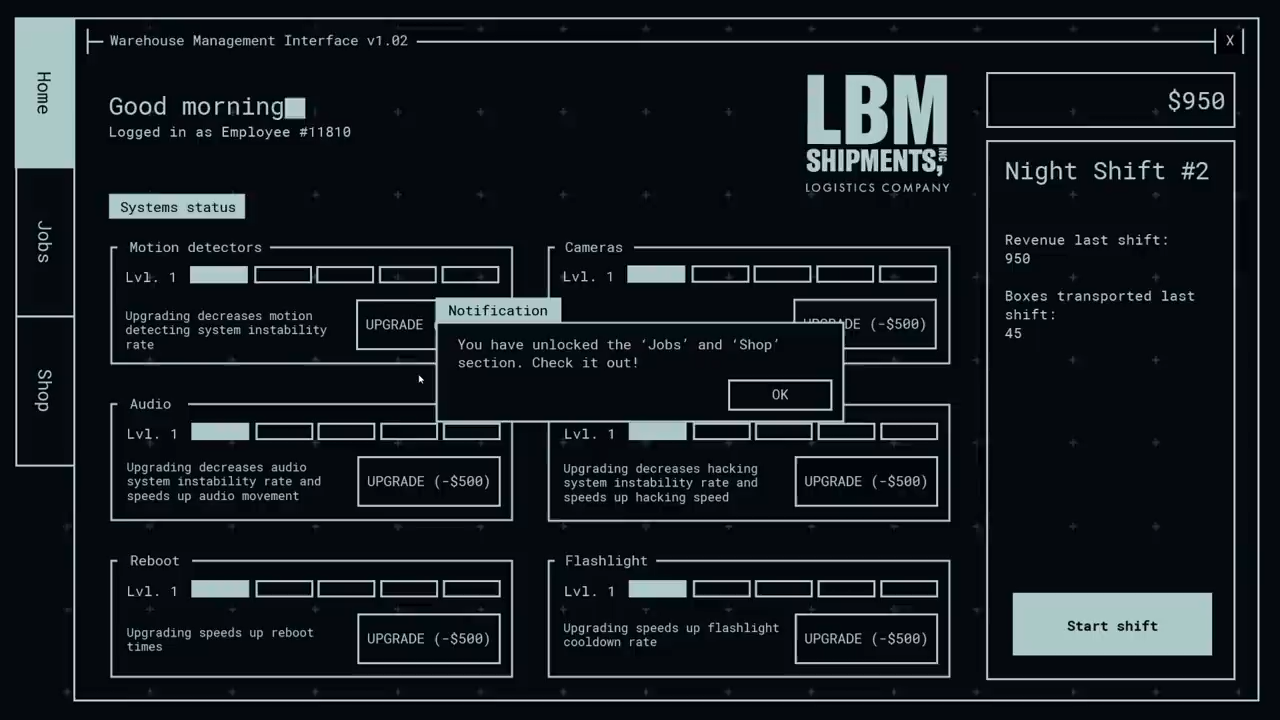 Warehouse Management Interface v1.02
X
Home
Jobs
Shop
Good morning
Logged in as Employee #11810
LBM
SHIPMENTS, INC
LOGISTICS COMPANY
$950
Night Shift #2
Revenue last shift:
950
Boxes transported last
shift:
45
Start shift
Systems status
Motion detectors
Lvl. 1
Upgrading decreases motion
detecting system instability
rate
UPGRADE
Cameras
Lvl. 1
UPGRADE (-$500)
Notification
You have unlocked the ‘Jobs’ and ‘Shop’
section. Check it out!
OK
Audio
Lvl. 1
Upgrading decreases audio
system instability rate and
speeds up audio movement
UPGRADE (-$500)
Lvl. 1
Upgrading decreases hacking
system instability rate and
speeds up hacking speed
UPGRADE (-$500)
Reboot
Lvl. 1
Upgrading speeds up reboot
times
UPGRADE (-$500)
Flashlight
Lvl. 1
Upgrading speeds up flashlight
cooldown rate
UPGRADE (-$500)